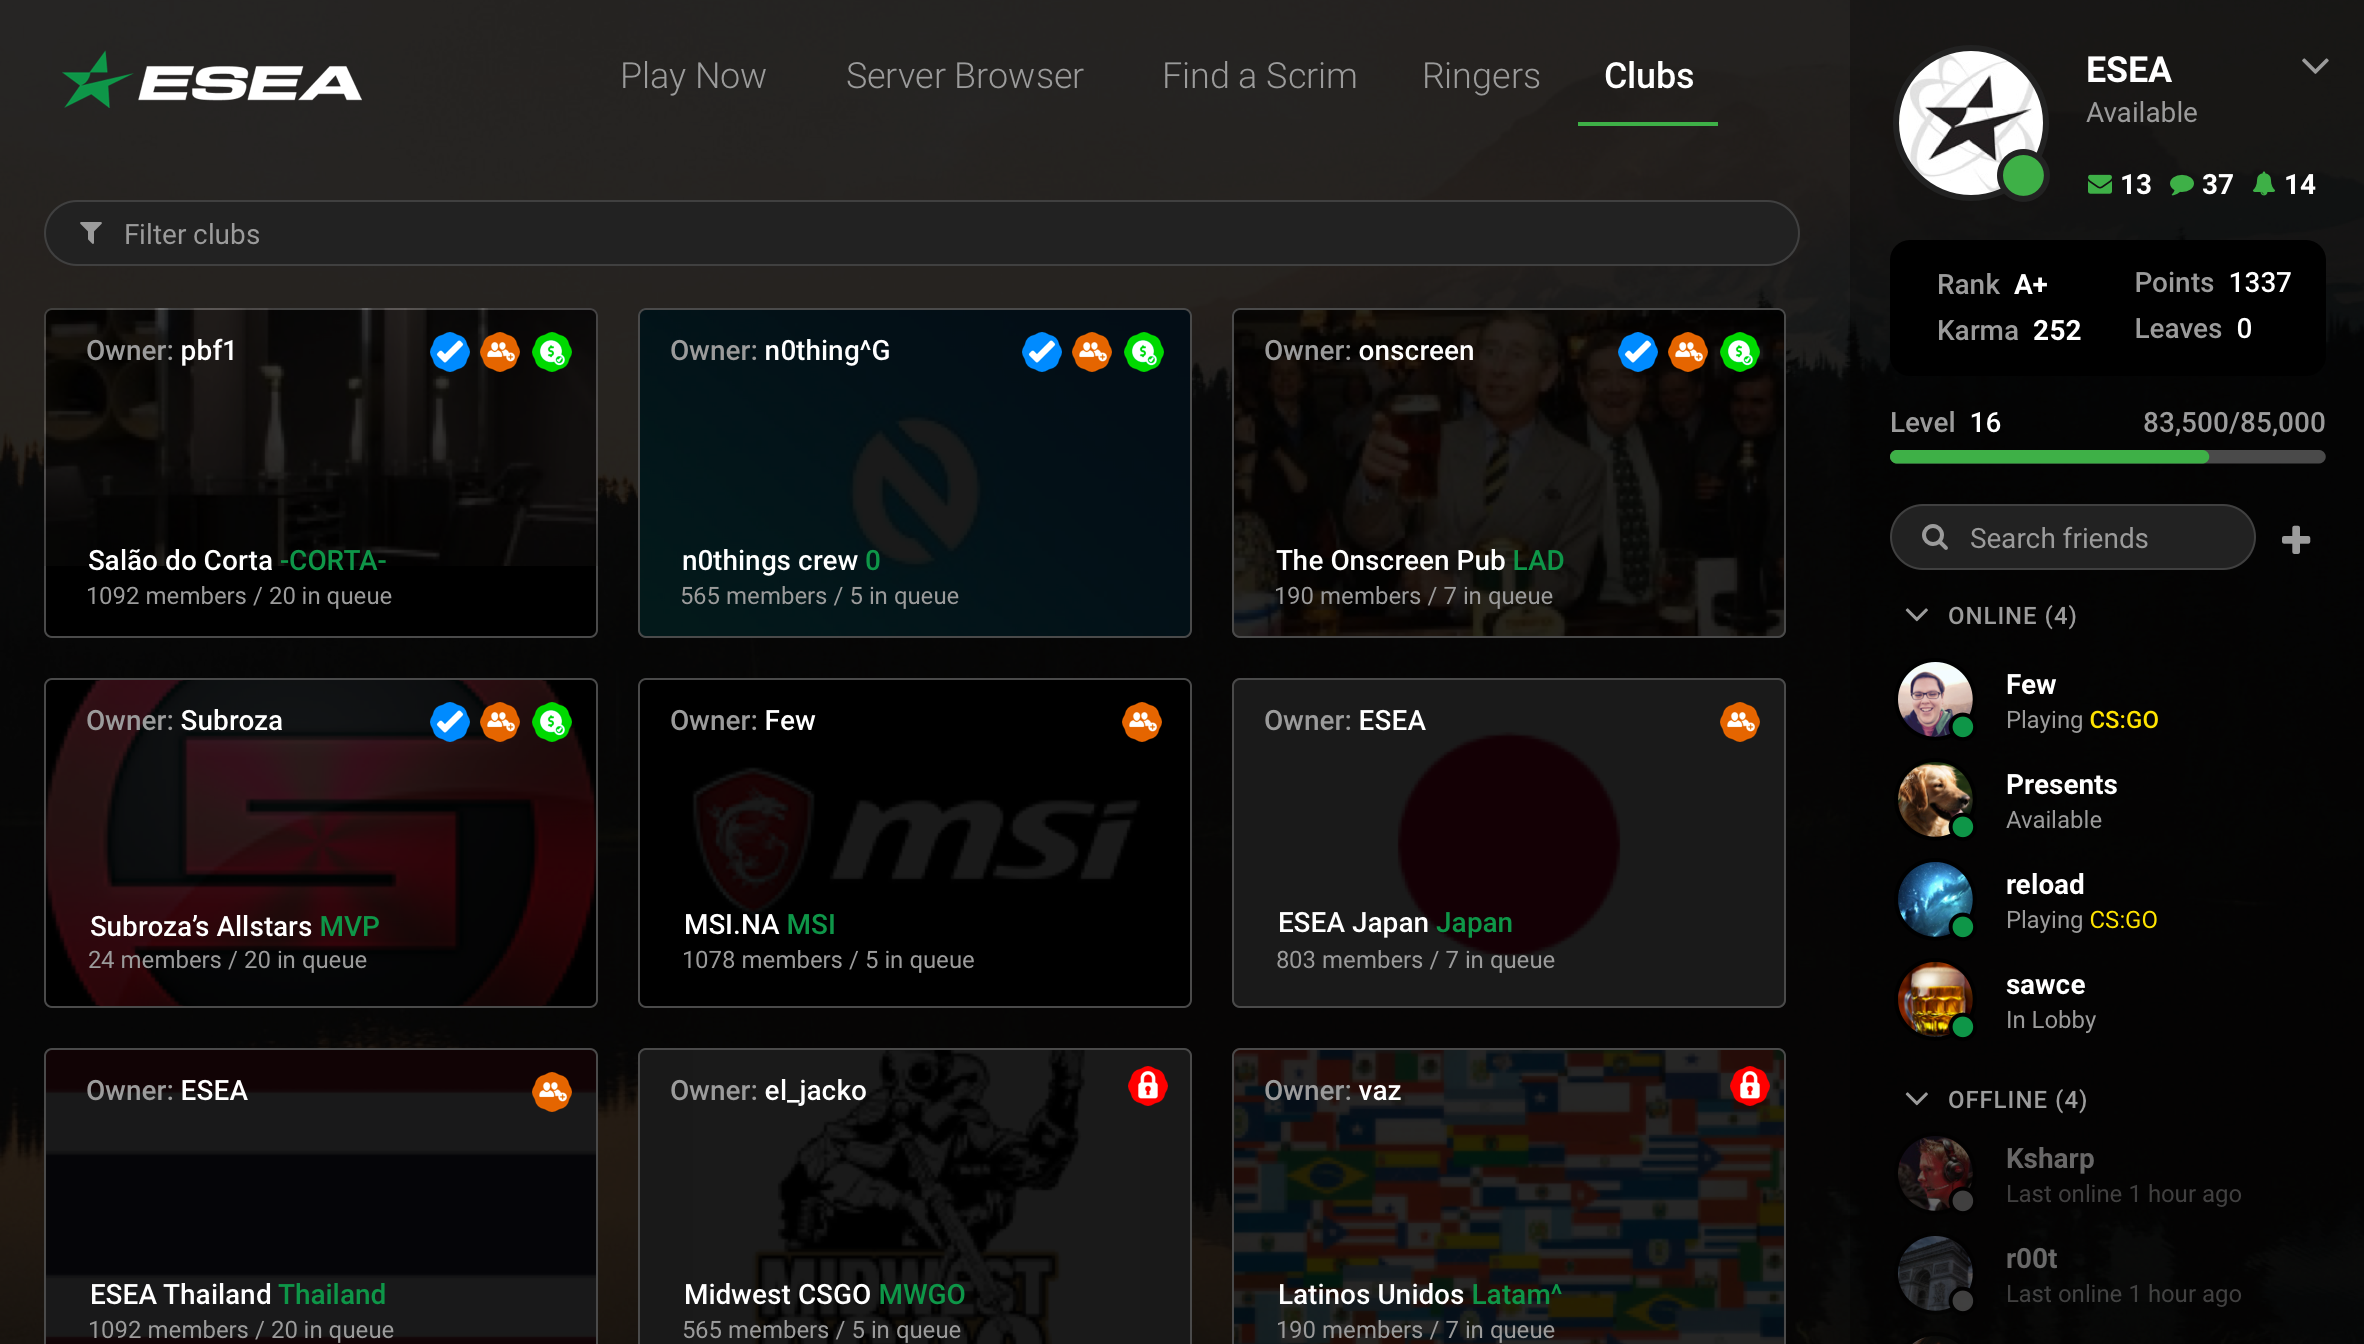 ESEA
Play Now
Server Browser
Find a Scrim
Ringers
Clubs
Filter clubs
Owner: pbf1
Salão do Corta -CORTA-
1092 members / 20 in queue
Owner: n0thing^G
n0things crew 0
565 members / 5 in queue
Owner: onscreen
The Onscreen Pub LAD
190 members / 7 in queue
Owner: Subroza
Subroza’s Allstars MVP
24 members / 20 in queue
Owner: Few
msi
MSI.NA MSI
1078 members / 5 in queue
Owner: ESEA
ESEA Japan Japan
803 members / 7 in queue
Owner: ESEA
ESEA Thailand Thailand
1092 members / 20 in queue
Owner: el_jacko
MIDWEST
Midwest CSGO MWGO
565 members / 5 in queue
Owner: vaz
Latinos Unidos Latam^
190 members / 7 in queue
ESEA
Available
13 37 14
Rank A+ Points 1337
Karma 252 Leaves 0
Level 16 83,500/85,000
Search friends
ONLINE (4)
Few
Playing CS:GO
Presents
Available
reload
Playing CS:GO
sawce
In Lobby
OFFLINE (4)
Ksharp
Last online 1 hour ago
r00t
Last online 1 hour ago